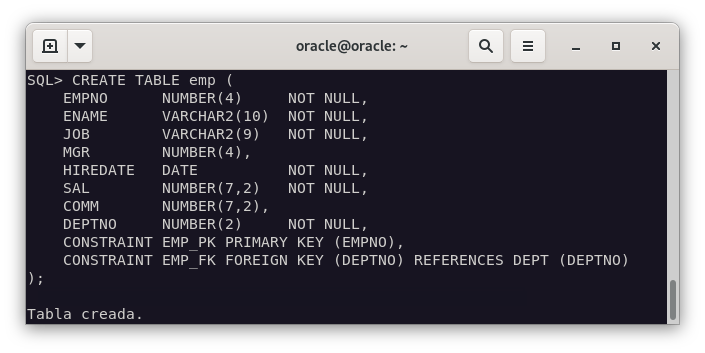 oracle@oracle: ~
SQL> CREATE TABLE emp (
    EMPNO      NUMBER(4)     NOT NULL,
    ENAME      VARCHAR2(10)  NOT NULL,
    JOB        VARCHAR2(9)   NOT NULL,
    MGR        NUMBER(4),
    HIREDATE   DATE          NOT NULL,
    SAL        NUMBER(7,2)   NOT NULL,
    COMM       NUMBER(7,2),
    DEPTNO     NUMBER(2)     NOT NULL,
    CONSTRAINT EMP_PK PRIMARY KEY (EMPNO),
    CONSTRAINT EMP_FK FOREIGN KEY (DEPTNO) REFERENCES DEPT (DEPTNO)
);
Tabla creada.